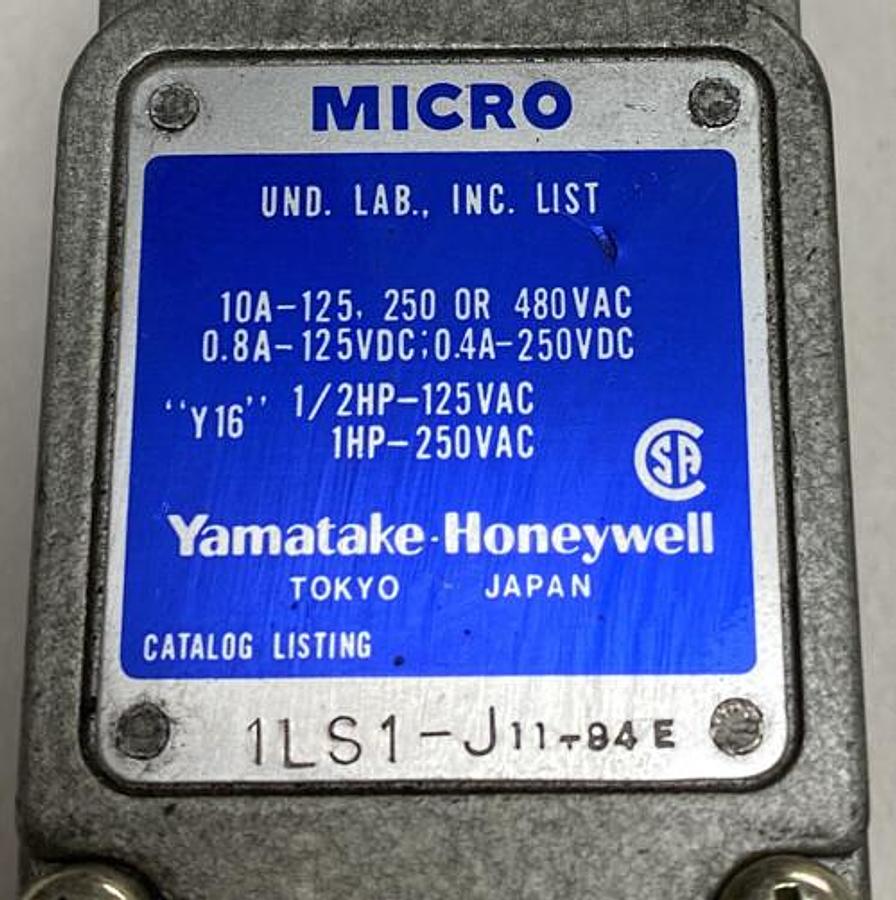 MICRO
UND. LAB., INC. LIST
10A-125, 250 OR 480VAC
0.8A-125VDC;0.4A-250VDC
"Y16" 1/2HP-125VAC
1HP-250VAC
CSA
Yamatake-Honeywell
TOKYO JAPAN
CATALOG LISTING
1LS1-J 11-84 E